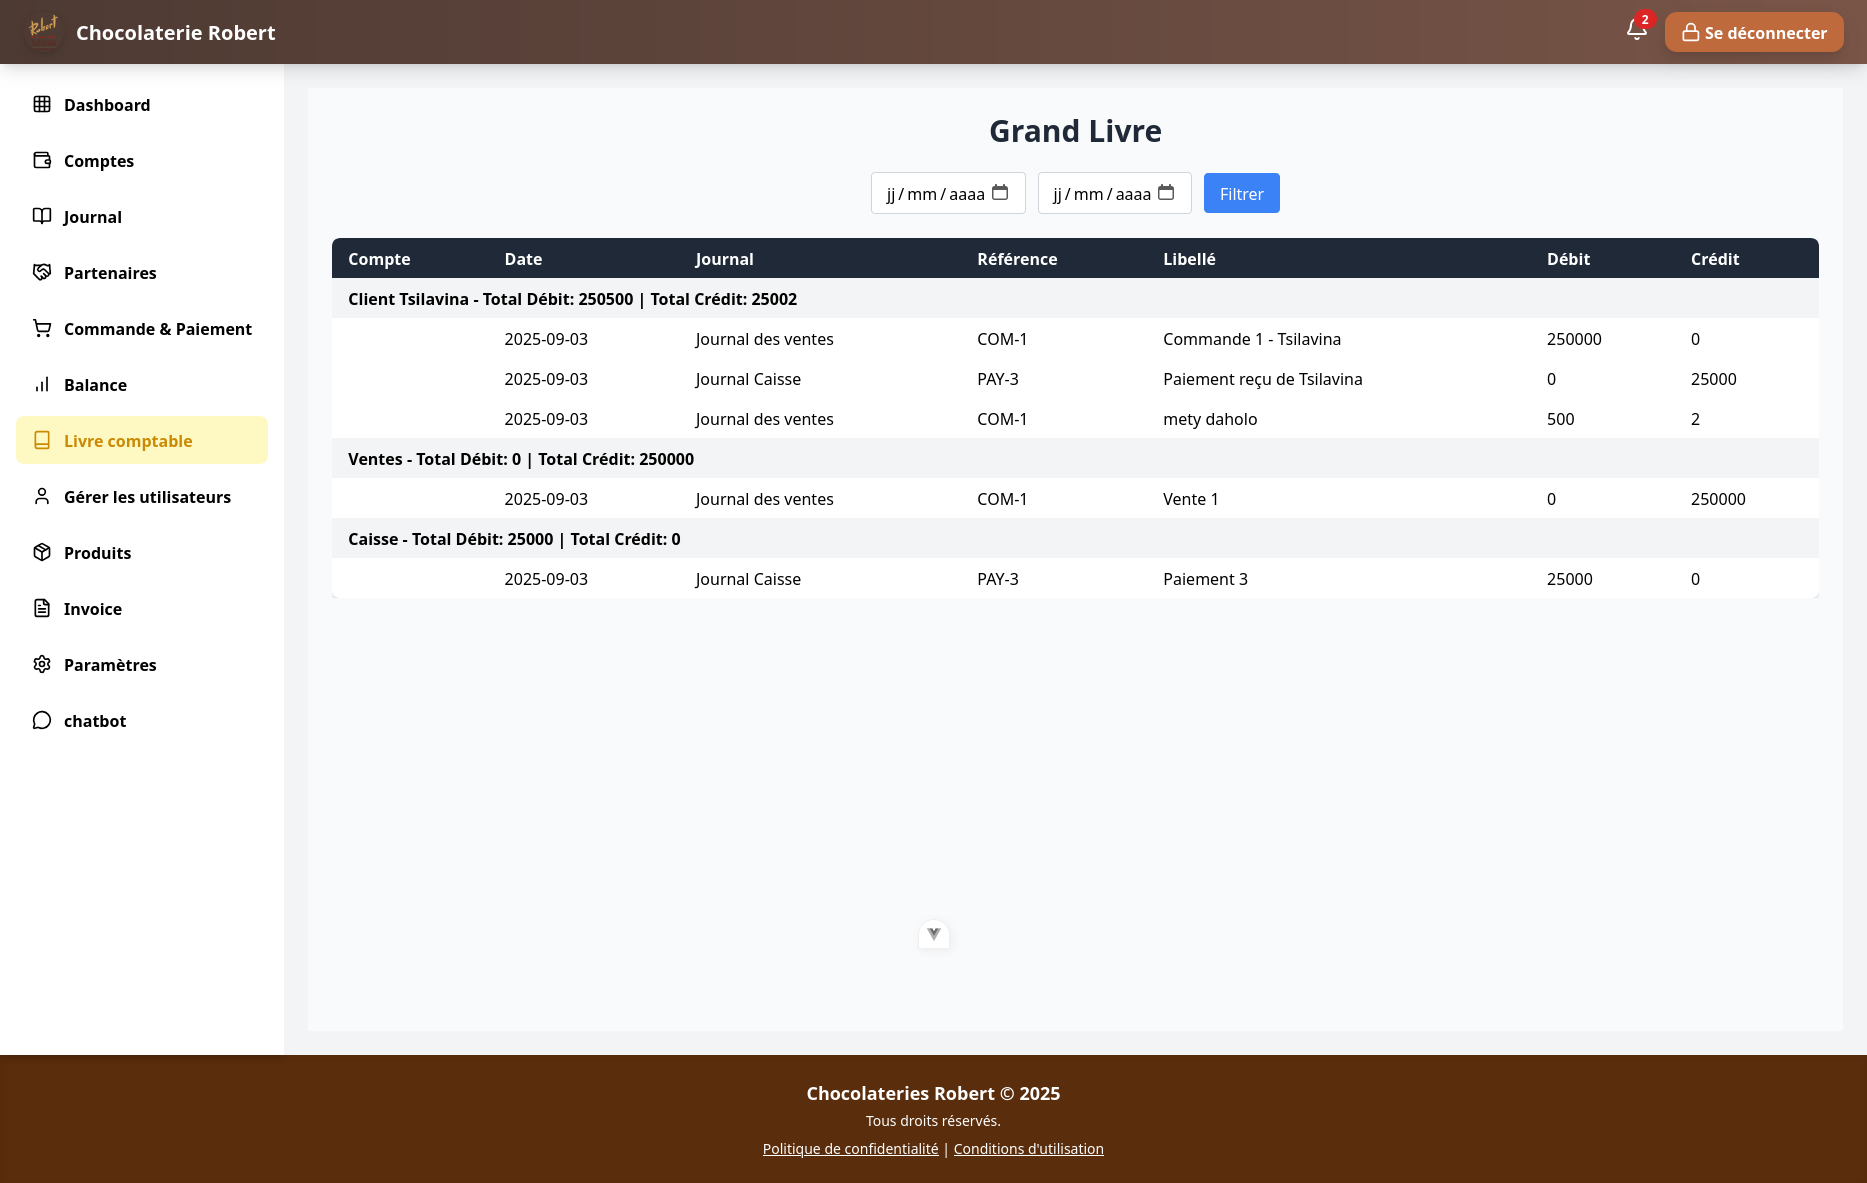 Robert
Chocolaterie Robert
2
Se déconnecter
Dashboard
Comptes
Journal
Partenaires
Commande & Paiement
Balance
Livre comptable
Gérer les utilisateurs
Produits
Invoice
Paramètres
chatbot
Grand Livre
jj/mm/aaaa jj/mm/aaaa Filtrer
Compte Date Journal Référence Libellé Débit Crédit
Client Tsilavina - Total Débit: 250500 | Total Crédit: 25002
2025-09-03 Journal des ventes COM-1 Commande 1 - Tsilavina 250000 0
2025-09-03 Journal Caisse PAY-3 Paiement reçu de Tsilavina 0 25000
2025-09-03 Journal des ventes COM-1 mety daholo 500 2
Ventes - Total Débit: 0 | Total Crédit: 250000
2025-09-03 Journal des ventes COM-1 Vente 1 0 250000
Caisse - Total Débit: 25000 | Total Crédit: 0
2025-09-03 Journal Caisse PAY-3 Paiement 3 25000 0
Chocolateries Robert © 2025
Tous droits réservés.
Politique de confidentialité | Conditions d'utilisation